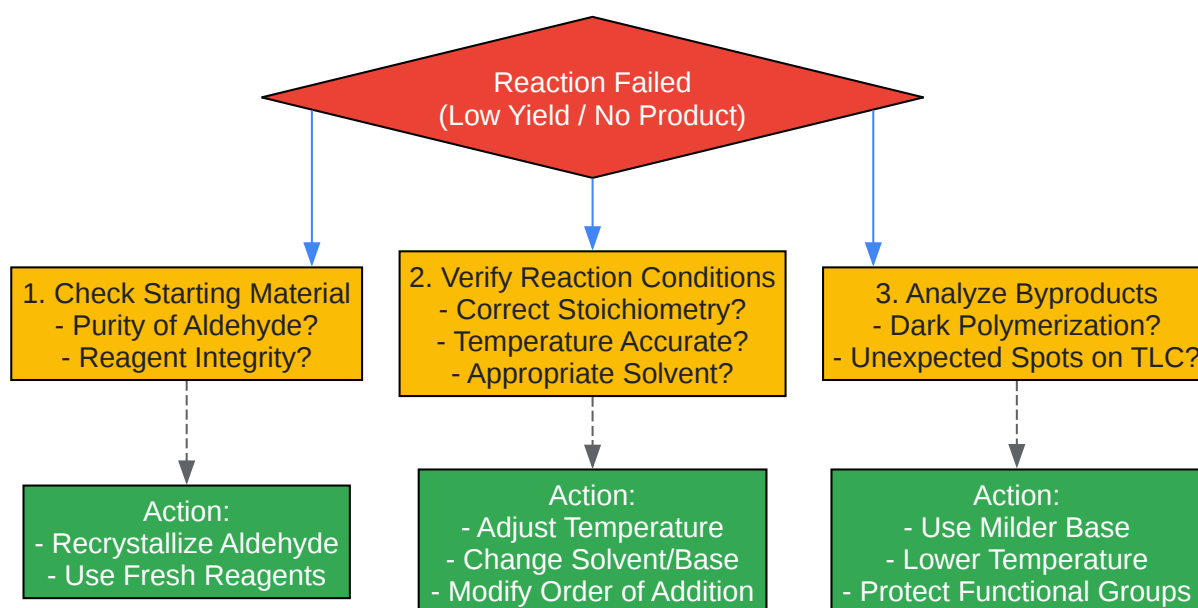 Reaction Failed
(Low Yield / No Product)
1. Check Starting Material
- Purity of Aldehyde?
- Reagent Integrity?
2. Verify Reaction Conditions
- Correct Stoichiometry?
- Temperature Accurate?
- Appropriate Solvent?
3. Analyze Byproducts
- Dark Polymerization?
- Unexpected Spots on TLC?
Action:
- Recrystallize Aldehyde
- Use Fresh Reagents
Action:
- Adjust Temperature
- Change Solvent/Base
- Modify Order of Addition
Action:
- Use Milder Base
- Lower Temperature
- Protect Functional Groups